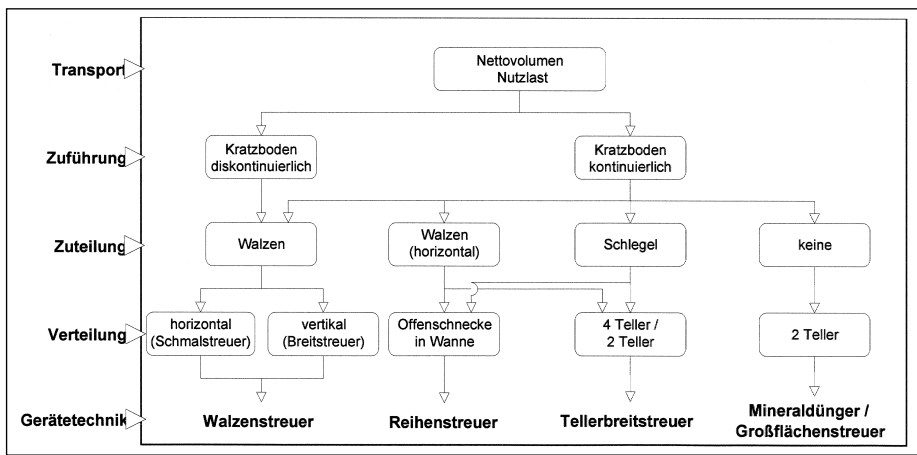 Transport
Nettovolumen
Nutzlast
Zuführung
Kratzboden
diskontinuierlich
Kratzboden
kontinuierlich
Zuteilung
Walzen
Walzen
(horizontal)
Schlegel
keine
Verteilung
horizontal
(Schmalstreuer)
vertikal
(Breitstreuer)
Offenschnecke
in Wanne
4 Teller /
2 Teller
2 Teller
Gerätetechnik
Walzenstreuer
Reihenstreuer
Tellerbreitstreuer
Mineraldünger /
Großflächenstreuer